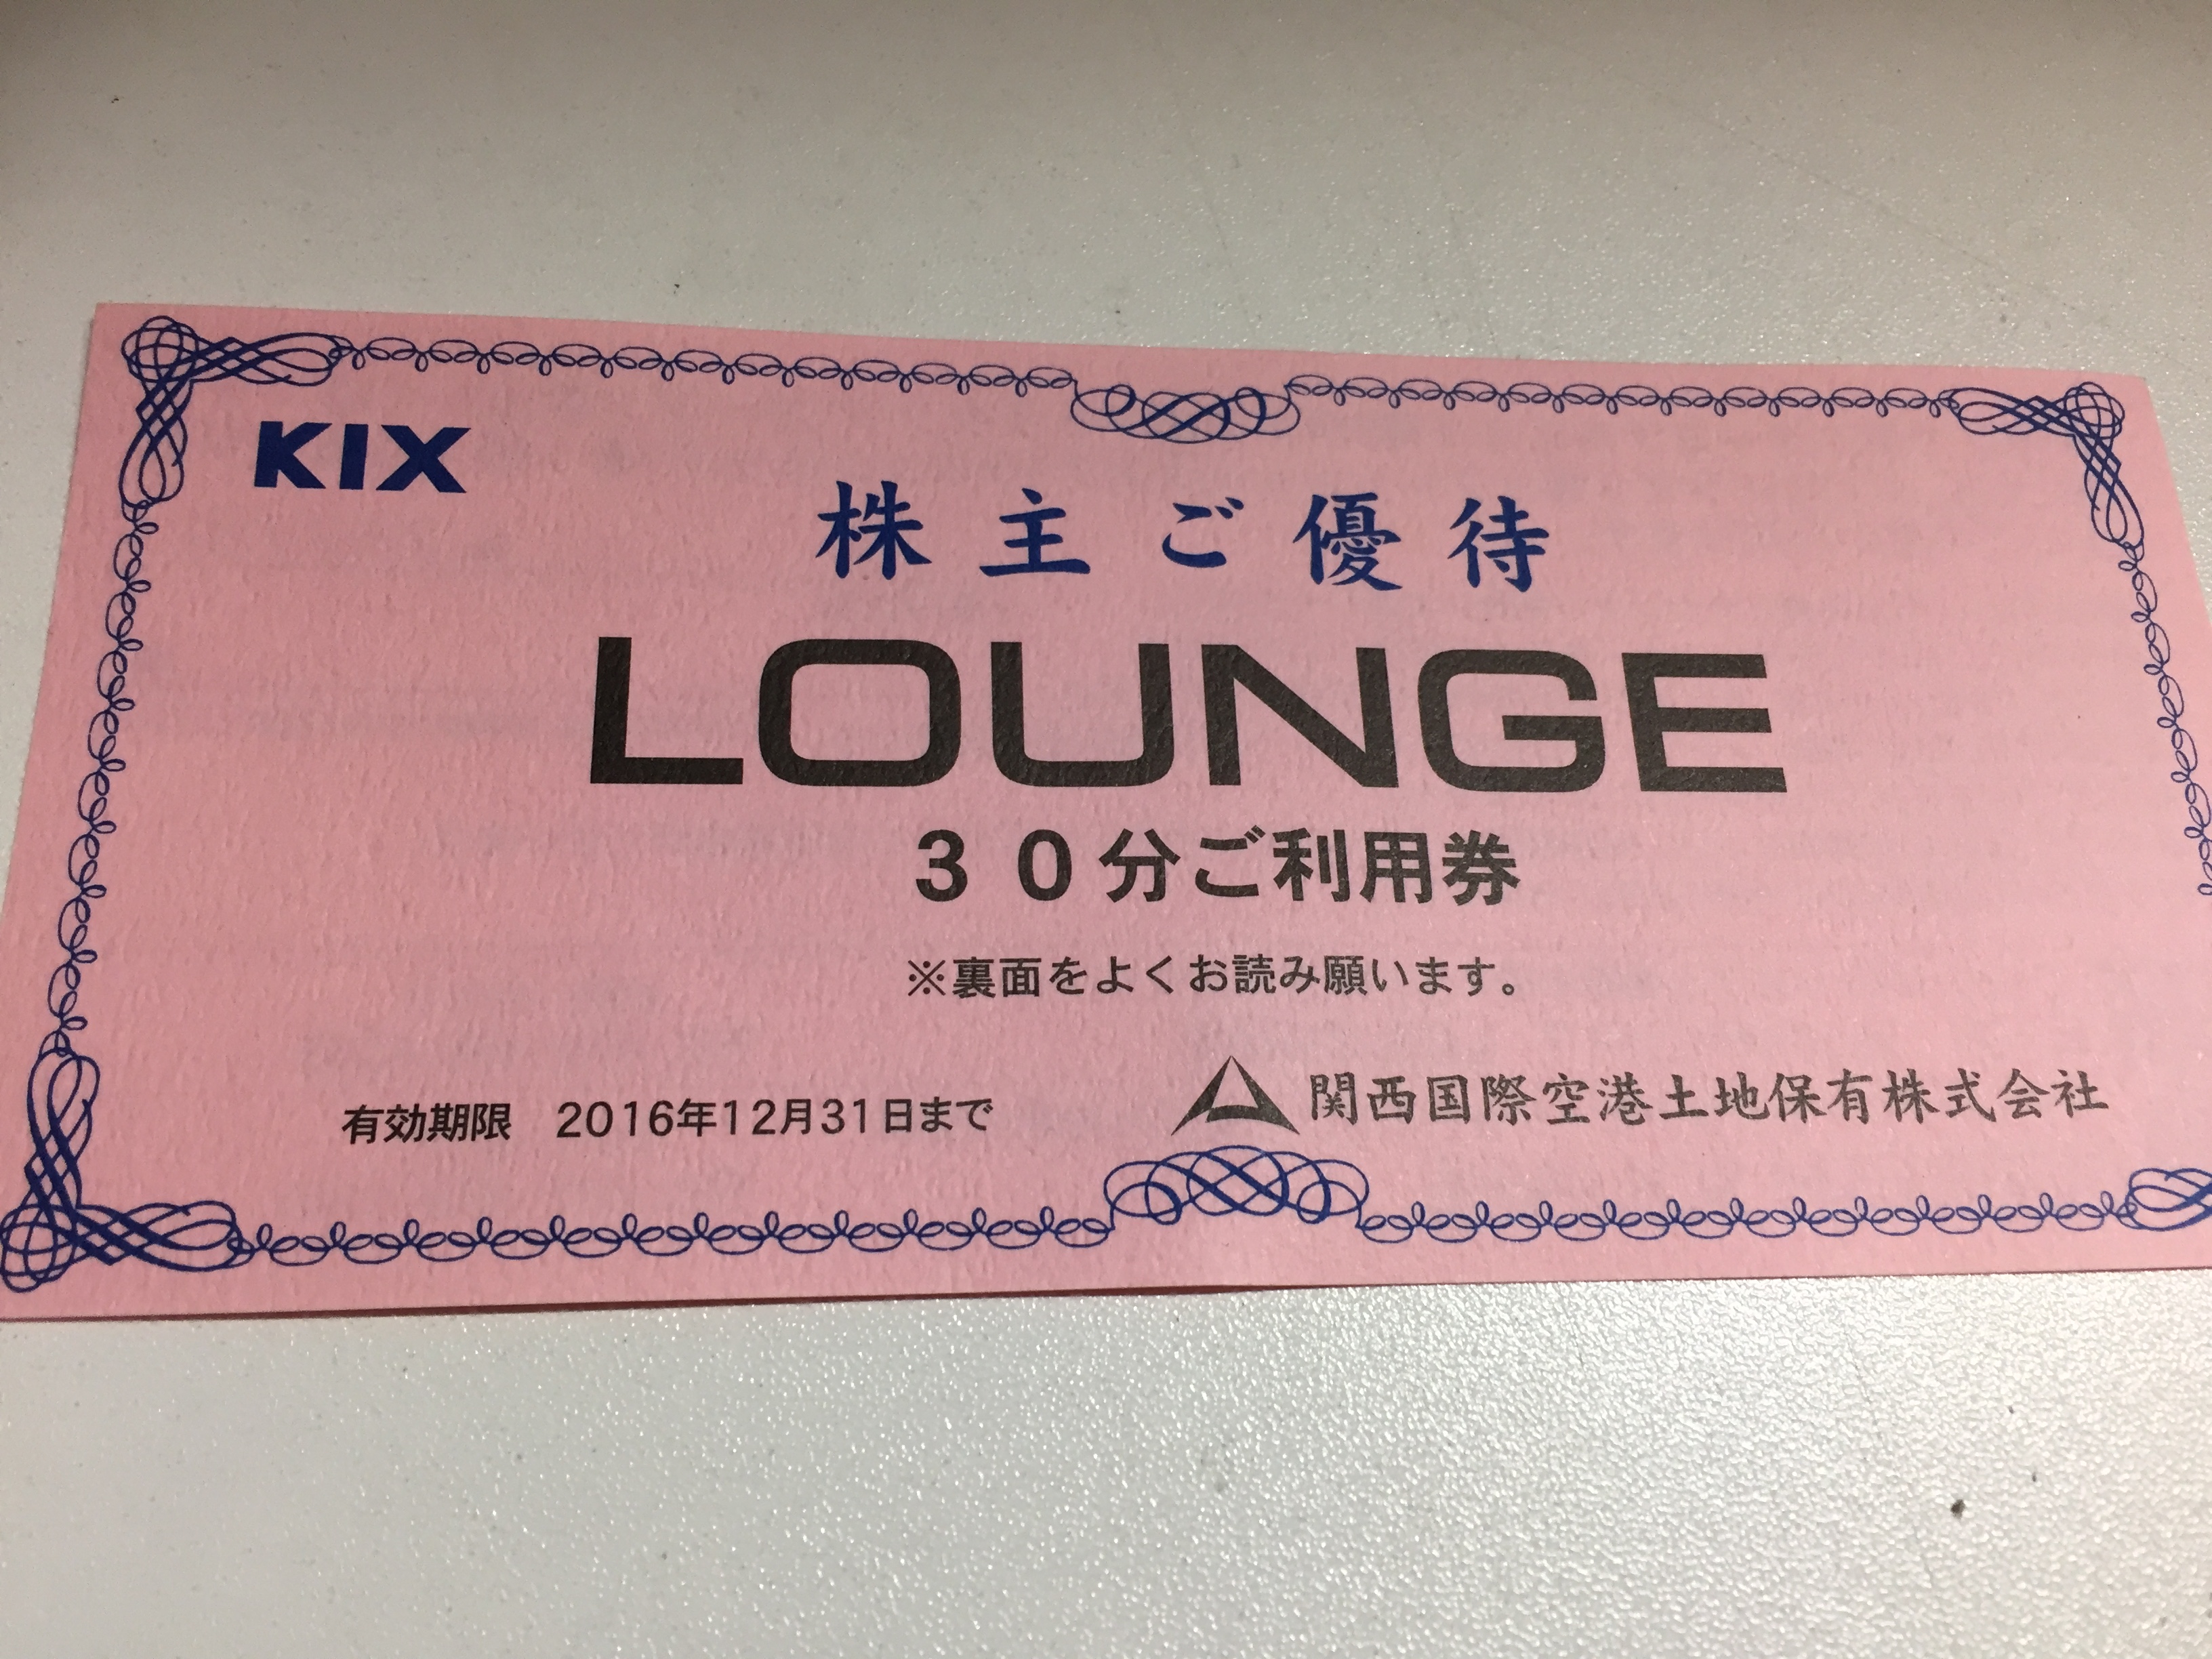 KIX
株主ご優待
LOUNGE
30分ご利用券
※裏面をよくお読み願います。
有効期限 2016年12月31日まで
関西国際空港土地保有株式会社